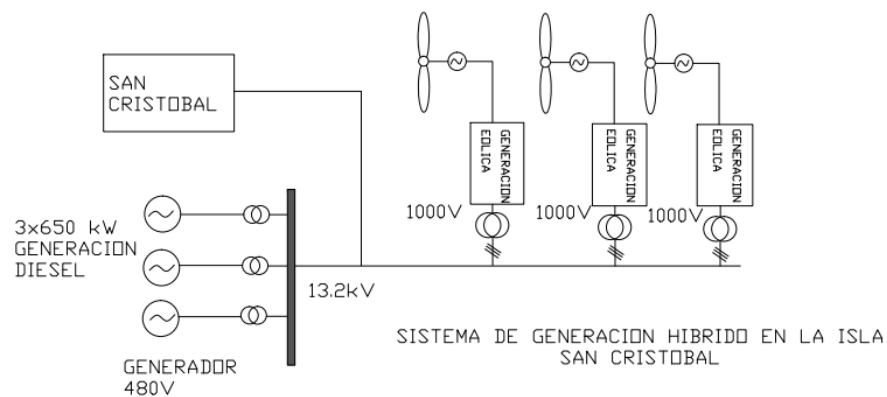 SAN
CRISTOBAL
GENERACION
EOLICA
GENERACION
EOLICA
GENERACION
EOLICA
1000V
1000V
1000V
3x650 kW
GENERACION
DIESEL
13.2kV
GENERADOR
480V
SISTEMA DE GENERACION HIBRIDO EN LA ISLA
SAN CRISTOBAL